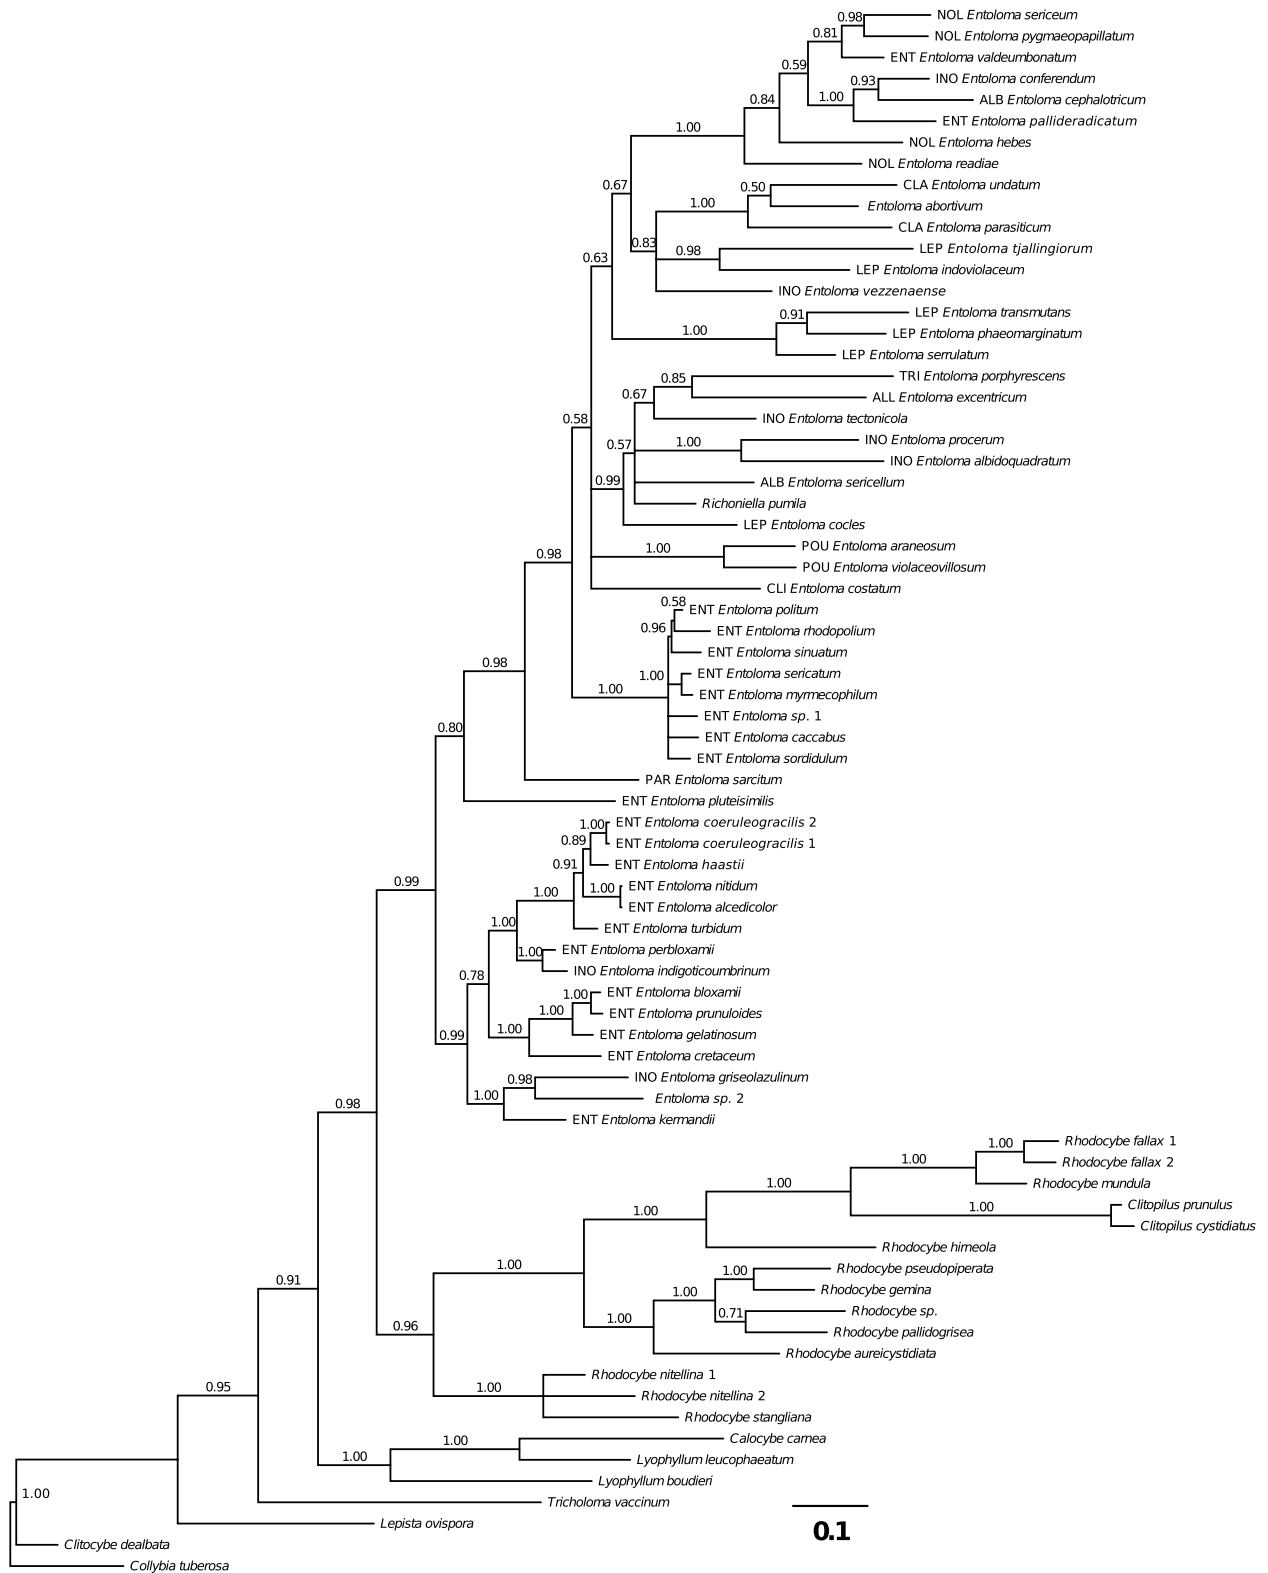 0.98
NOL Entoloma sericeum
0.81
NOL Entoloma pygmaeopapillatum
0.59
ENT Entoloma valdeumbonatum
0.93
INO Entoloma conferendum
0.84
1.00
ALB Entoloma cephalotricum
1.00
ENT Entoloma pallideradicatum
NOL Entoloma hebes
NOL Entoloma readiae
0.67
0.50
CLA Entoloma undatum
1.00
Entoloma abortivum
CLA Entoloma parasiticum
0.83
0.98
LEP Entoloma tjallingiorum
0.63
LEP Entoloma indoviolaceum
INO Entoloma vezzenaense
0.91
LEP Entoloma transmutans
1.00
LEP Entoloma phaeomarginatum
LEP Entoloma serrulatum
0.85
TRI Entoloma porphyrescens
0.67
ALL Entoloma excentricum
0.58
INO Entoloma tectonicola
0.57
1.00
INO Entoloma procerum
INO Entoloma albidoquadratum
0.99
ALB Entoloma sericellum
Richoniella pumila
LEP Entoloma cocles
0.98
1.00
POU Entoloma araneosum
POU Entoloma violaceovillosum
CLI Entoloma costatum
0.58
ENT Entoloma politum
0.96
ENT Entoloma rhodopolium
ENT Entoloma sinuatum
0.98
1.00
ENT Entoloma sericatum
1.00
ENT Entoloma myrmecophilum
ENT Entoloma sp. 1
0.80
ENT Entoloma caccabus
ENT Entoloma sordidulum
PAR Entoloma sarcitum
ENT Entoloma pluteisimilis
1.00
ENT Entoloma coeruleogracilis 2
0.89
ENT Entoloma coeruleogracilis 1
0.91
ENT Entoloma haastii
0.99
1.00
1.00
ENT Entoloma nitidum
ENT Entoloma alcedicolor
1.00
ENT Entoloma turbidum
1.00
ENT Entoloma perbloxamii
0.78
INO Entoloma indigoticoumbrinum
1.00
ENT Entoloma bloxamii
1.00
ENT Entoloma prunuloides
0.99
1.00
ENT Entoloma gelatinosum
ENT Entoloma cretaceum
0.98
INO Entoloma griseolazulinum
1.00
Entoloma sp. 2
0.98
ENT Entoloma kermandii
1.00
Rhodocybe fallax 1
1.00
Rhodocybe fallax 2
1.00
Rhodocybe mundula
1.00
Clitopilus prunulus
1.00
Clitopilus cystidiatus
Rhodocybe hirneola
1.00
1.00
Rhodocybe pseudopiperata
0.91
1.00
Rhodocybe gemina
0.96
1.00
0.71
Rhodocybe sp.
Rhodocybe pallidogrisea
Rhodocybe aureicystidiata
0.95
1.00
Rhodocybe nitellina 1
Rhodocybe nitellina 2
Rhodocybe stangliana
1.00
Calocybe carnea
1.00
Lyophyllum leucophaeatum
Lyophyllum boudieri
1.00
Tricholoma vaccinum
Lepista ovispora
0.1
Clitocybe dealbata
Collybia tuberosa